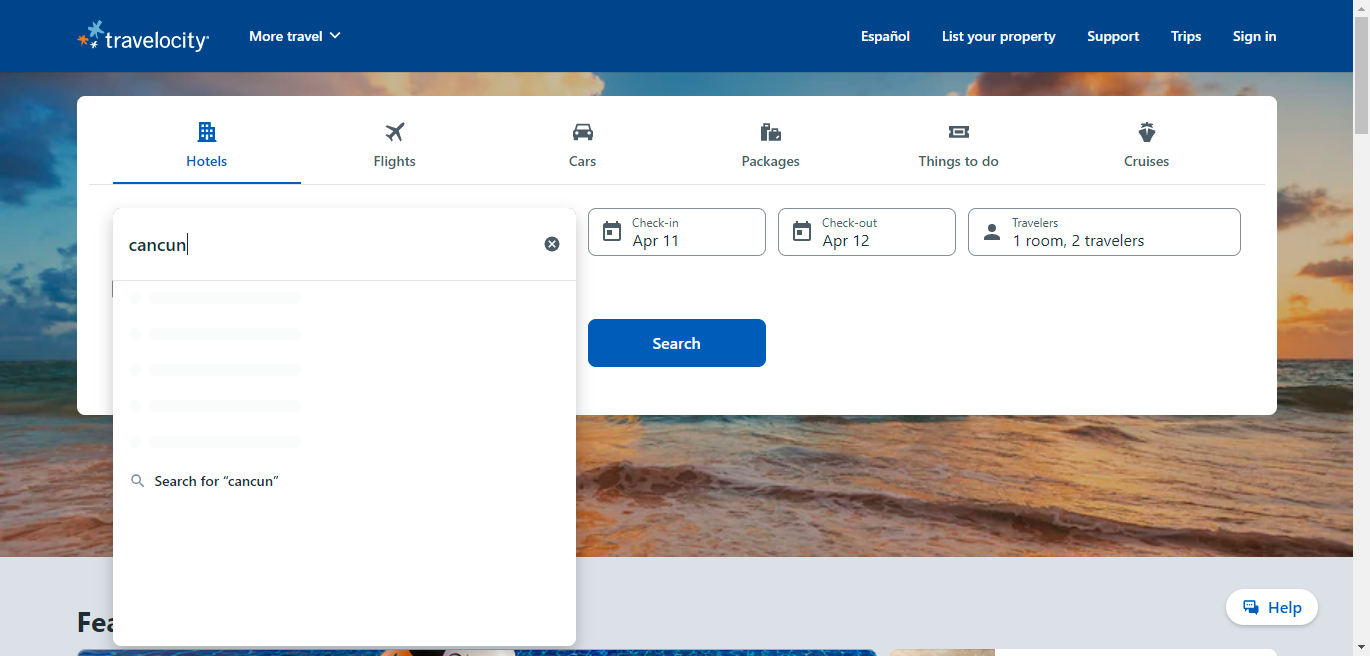 travelocity
More travel
Español
List your property
Support
Trips
Sign in
Hotels
Flights
Cars
Packages
Things to do
Cruises
cancun
Check-in
Apr 11
Check-out
Apr 12
Travelers
1 room, 2 travelers
Search
Search for “cancun”
Help